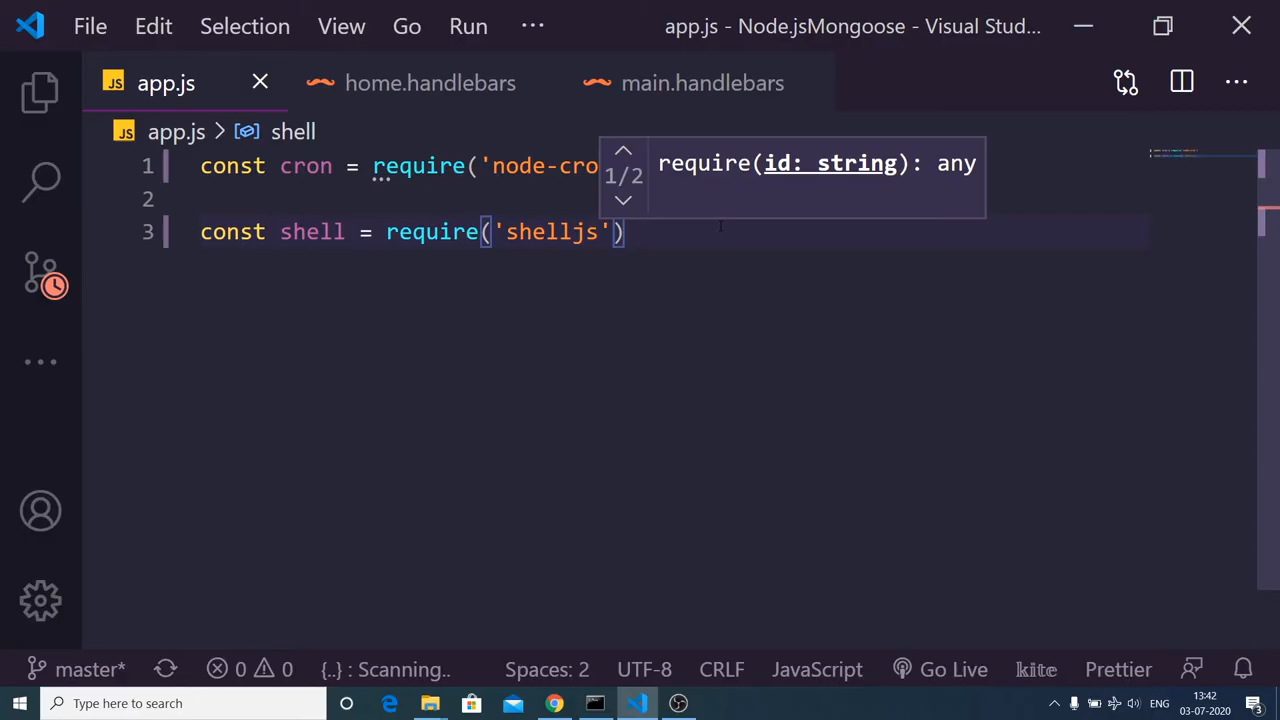 File Edit Selection View Go Run ··· app.js - Node.jsMongoose - Visual Stud...
JS app.js home.handlebars main.handlebars
JS app.js > shell
1 const cron = require('node-cro
1/2 require(id: string): any
2
3 const shell = require('shelljs')
master* 0 0 {..} : Scanning... Spaces: 2 UTF-8 CRLF JavaScript Go Live kite Prettier
Type here to search ENG 13:42
03-07-2020 3